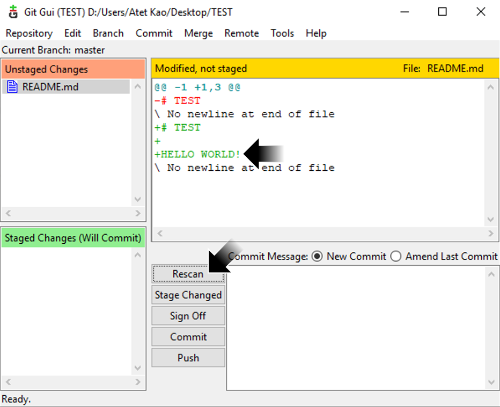 Git Gui (TEST) D:/Users/Atet Kao/Desktop/TEST
Repository Edit Branch Commit Merge Remote Tools Help
Current Branch: master
Unstaged Changes
README.md
Modified, not staged File: README.md
@@ -1 +1,3 @@
-# TEST
\ No newline at end of file
+# TEST
+
+HELLO WORLD!
\ No newline at end of file
Staged Changes (Will Commit)
Commit Message: New Commit Amend Last Commit
Rescan
Stage Changed
Sign Off
Commit
Push
Ready.